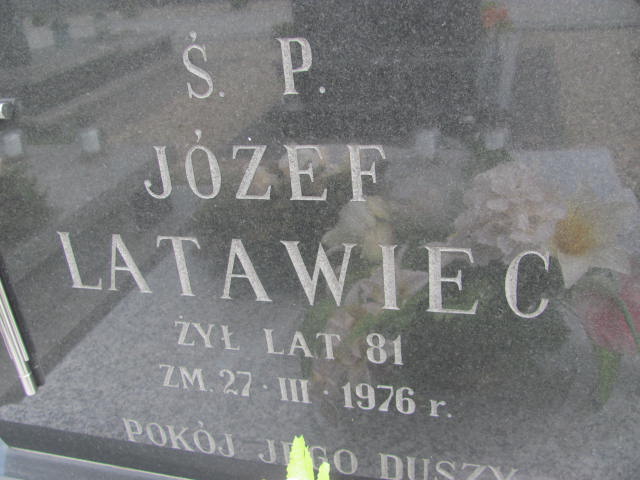 Ś. P.
JÓZEF
LATAWIEC
ŻYŁ LAT 81
ZM. 27 · III · 1976 r.
POKÓJ JEGO DUSZY